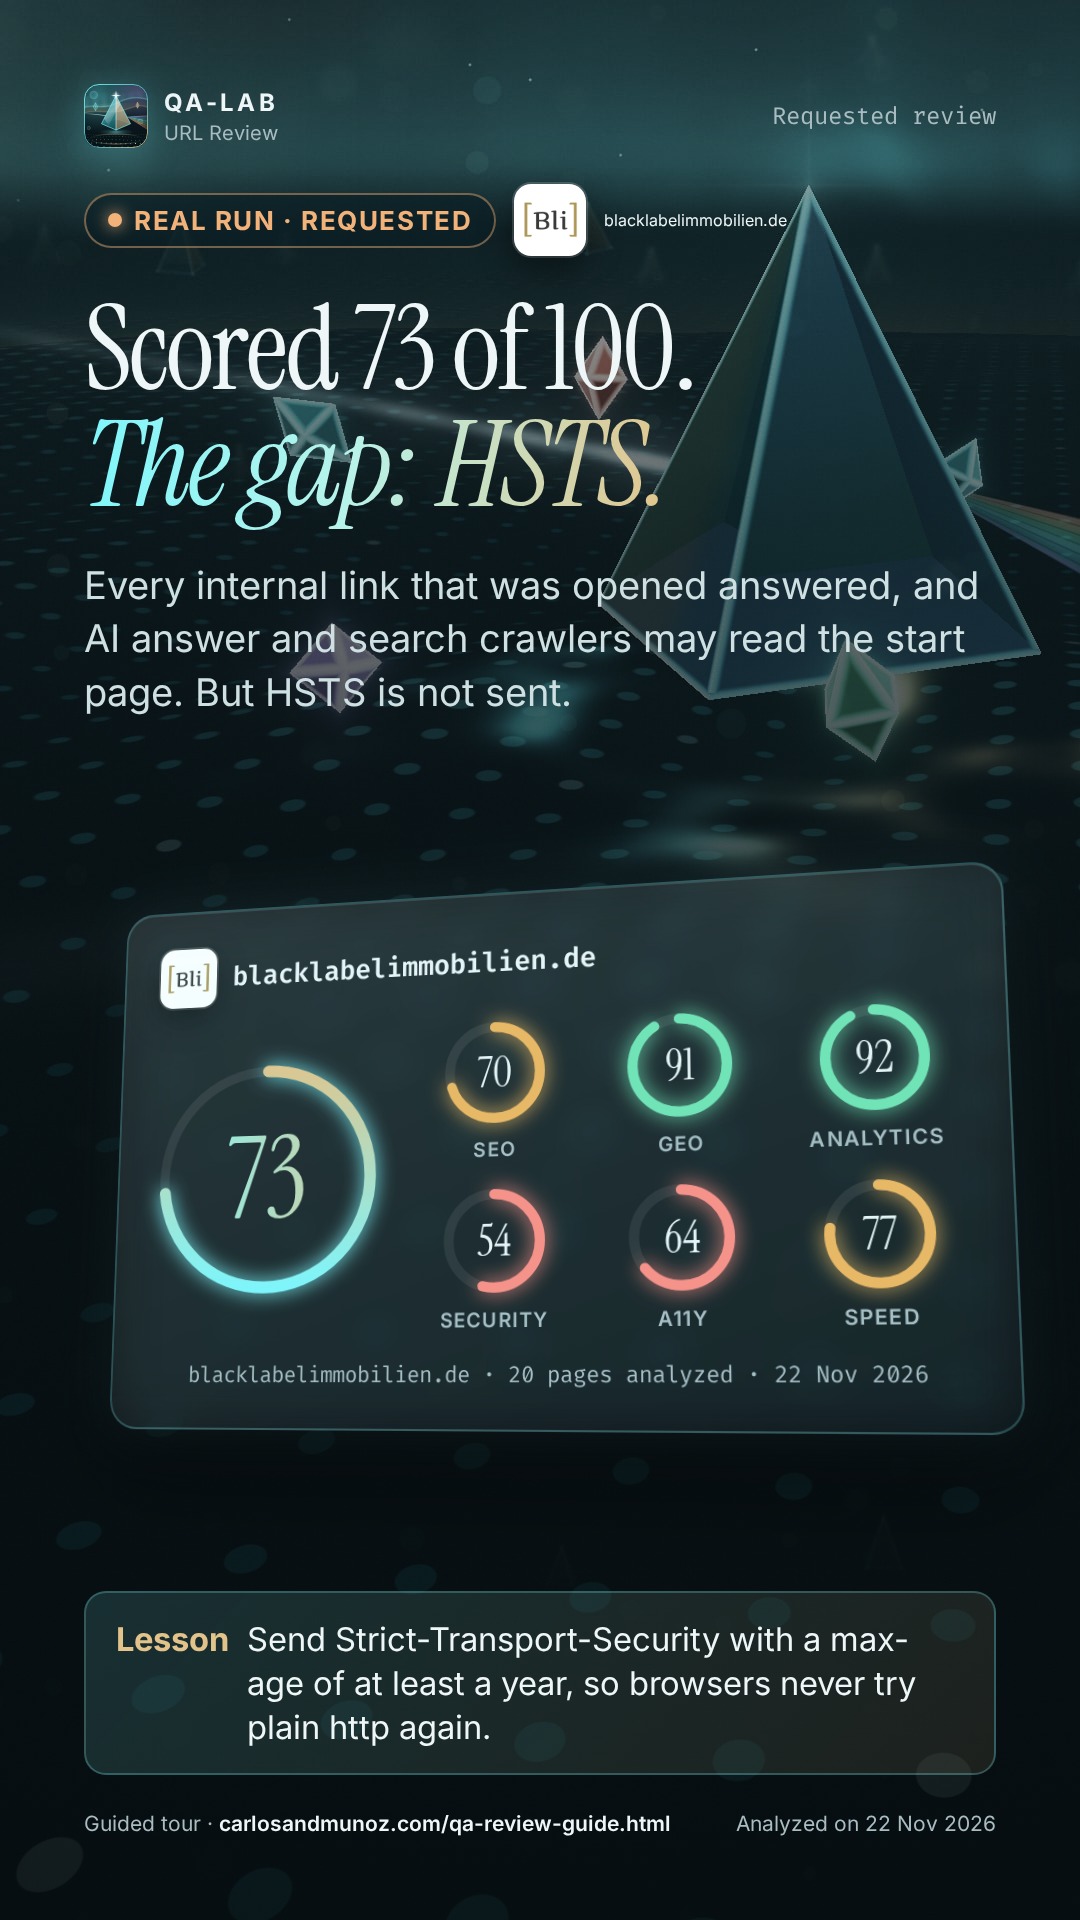 QA-LAB
URL Review
Requested review
REAL RUN · REQUESTED
[Bli]
blacklabelimmobilien.de
Scored 73 of 100.
The gap: HSTS.
Every internal link that was opened answered, and
AI answer and search crawlers may read the start
page. But HSTS is not sent.
[Bli]
blacklabelimmobilien.de
73
70
SEO
91
GEO
92
ANALYTICS
54
SECURITY
64
A11Y
77
SPEED
blacklabelimmobilien.de · 20 pages analyzed · 22 Nov 2026
Lesson
Send Strict-Transport-Security with a max-
age of at least a year, so browsers never try
plain http again.
Guided tour · carlosandmunoz.com/qa-review-guide.html
Analyzed on 22 Nov 2026